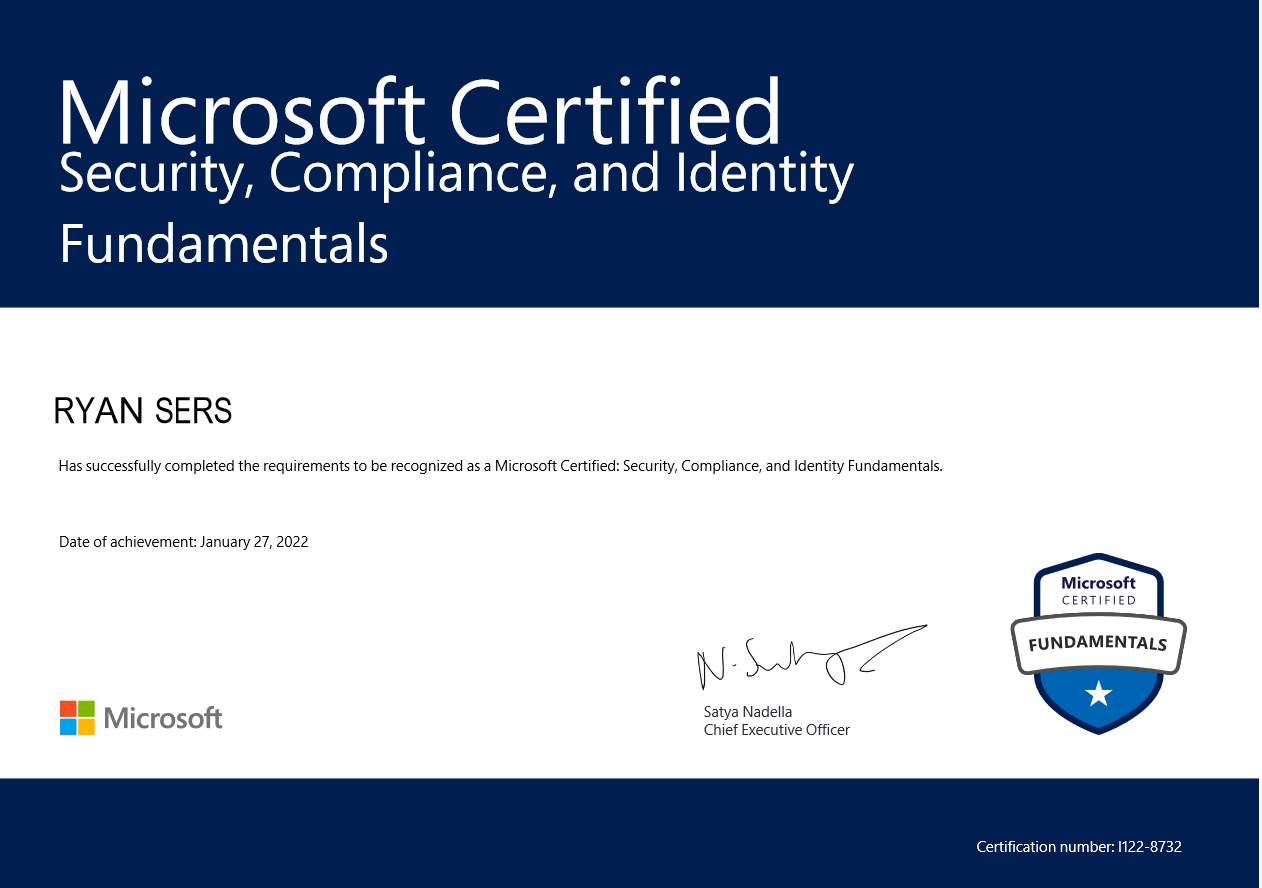 Microsoft Certified
Security, Compliance, and Identity
Fundamentals
RYAN SERS
Has successfully completed the requirements to be recognized as a Microsoft Certified: Security, Compliance, and Identity Fundamentals.
Date of achievement: January 27, 2022
Microsoft
CERTIFIED
FUNDAMENTALS
Satya Nadella
Chief Executive Officer
Microsoft
Certification number: I122-8732